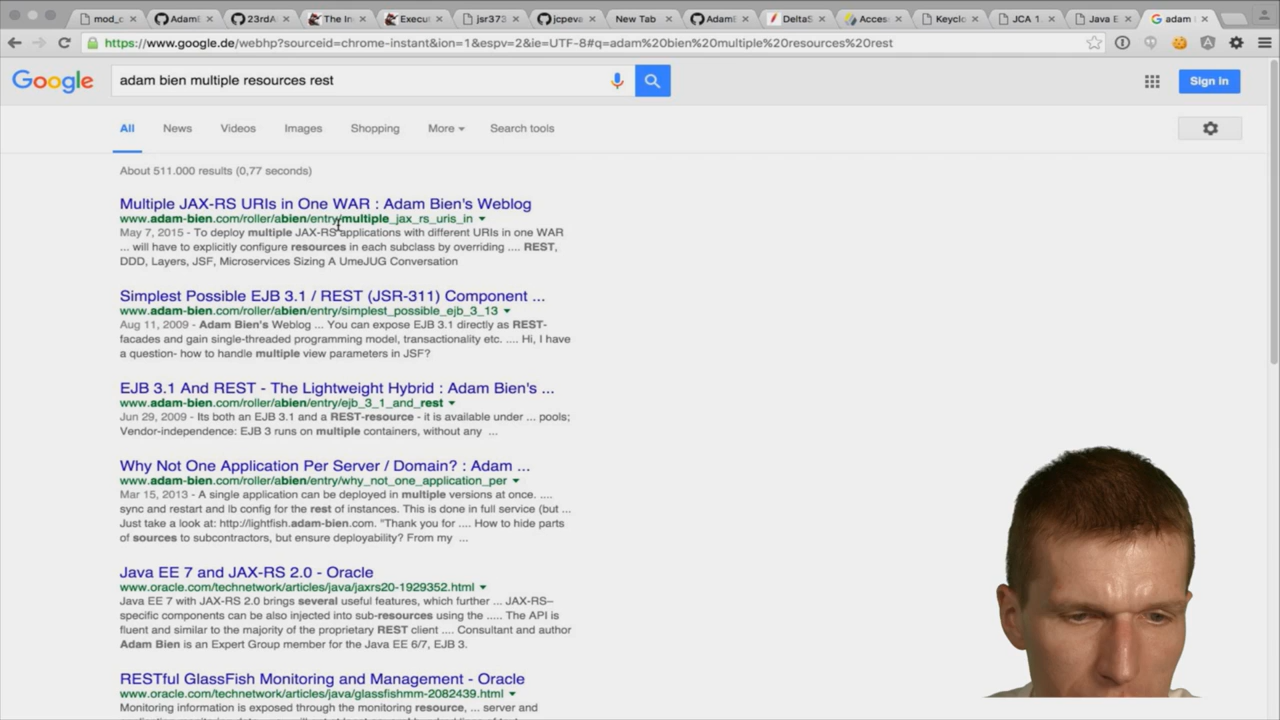 mod_c
AdamB
23rdA
The In
Execut
jsr373
jcpeva
New Tab
AdamB
DeltaS
Access
Keyclo
JCA 1.
Java E
adam
https://www.google.de/webhp?sourceid=chrome-instant&ion=1&espv=2&ie=UTF-8#q=adam%20bien%20multiple%20resources%20rest
Google
adam bien multiple resources rest
Sign in
All News Videos Images Shopping More Search tools
About 511.000 results (0,77 seconds)
Multiple JAX-RS URIs in One WAR : Adam Bien's Weblog
www.adam-bien.com/roller/abien/entry/multiple_jax_rs_uris_in
May 7, 2015 - To deploy multiple JAX-RS applications with different URIs in one WAR
... will have to explicitly configure resources in each subclass by overriding .... REST,
DDD, Layers, JSF, Microservices Sizing A UmeJUG Conversation
Simplest Possible EJB 3.1 / REST (JSR-311) Component ...
www.adam-bien.com/roller/abien/entry/simplest_possible_ejb_3_13
Aug 11, 2009 - Adam Bien's Weblog ... You can expose EJB 3.1 directly as REST-
facades and gain single-threaded programming model, transactionality etc. .... Hi, I have
a question- how to handle multiple view parameters in JSF?
EJB 3.1 And REST - The Lightweight Hybrid : Adam Bien's ...
www.adam-bien.com/roller/abien/entry/ejb_3_1_and_rest
Jun 29, 2009 - Its both an EJB 3.1 and a REST-resource - it is available under ... pools;
Vendor-independence: EJB 3 runs on multiple containers, without any ...
Why Not One Application Per Server / Domain? : Adam ...
www.adam-bien.com/roller/abien/entry/why_not_one_application_per
Mar 15, 2013 - A single application can be deployed in multiple versions at once. ....
sync and restart and lb config for the rest of instances. This is done in full service (but ...
Just take a look at: http://lightfish.adam-bien.com. "Thank you for .... How to hide parts
of sources to subcontractors, but ensure deployability? From my ...
Java EE 7 and JAX-RS 2.0 - Oracle
www.oracle.com/technetwork/articles/java/jaxrs20-1929352.html
Java EE 7 with JAX-RS 2.0 brings several useful features, which further ... JAX-RS–
specific components can be also injected into sub-resources using the ..... The API is
fluent and similar to the majority of the proprietary REST client .... Consultant and author
Adam Bien is an Expert Group member for the Java EE 6/7, EJB 3.
RESTful GlassFish Monitoring and Management - Oracle
www.oracle.com/technetwork/articles/java/glassfishmm-2082439.html
Monitoring information is exposed through the monitoring resource, ... server and